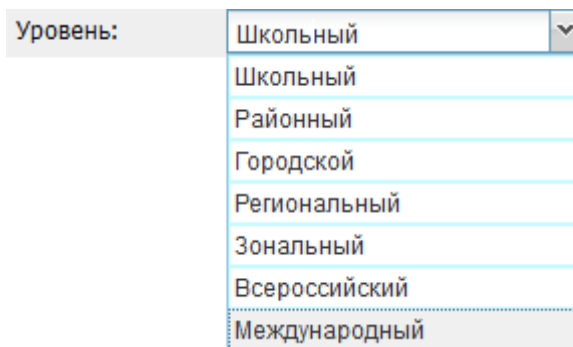 Уровень: Школьный
Школьный
Районный
Городской
Региональный
Зональный
Всероссийский
Международный